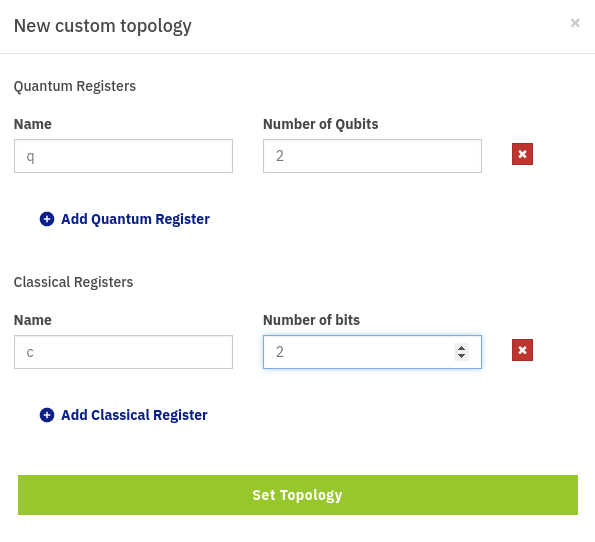 New custom topology ×
Quantum Registers
Name Number of Qubits
q 2
Add Quantum Register
Classical Registers
Name Number of bits
c 2
Add Classical Register
Set Topology